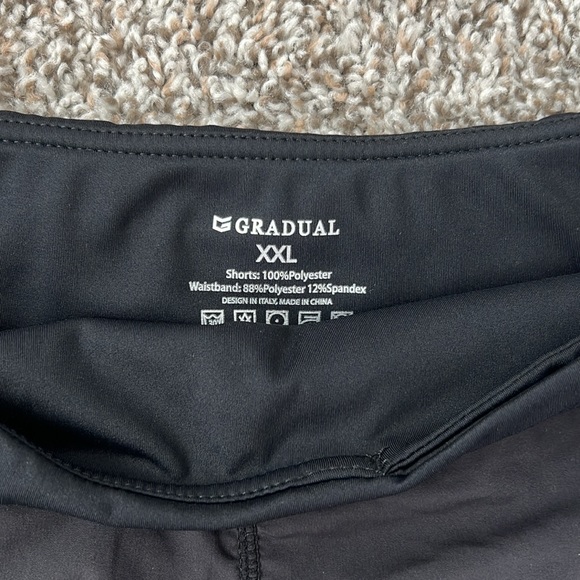 GRADUAL
XXL
Shorts: 100%Polyester
Waistband: 88%Polyester 12%Spandex
DESIGN IN ITALY, MADE IN CHINA